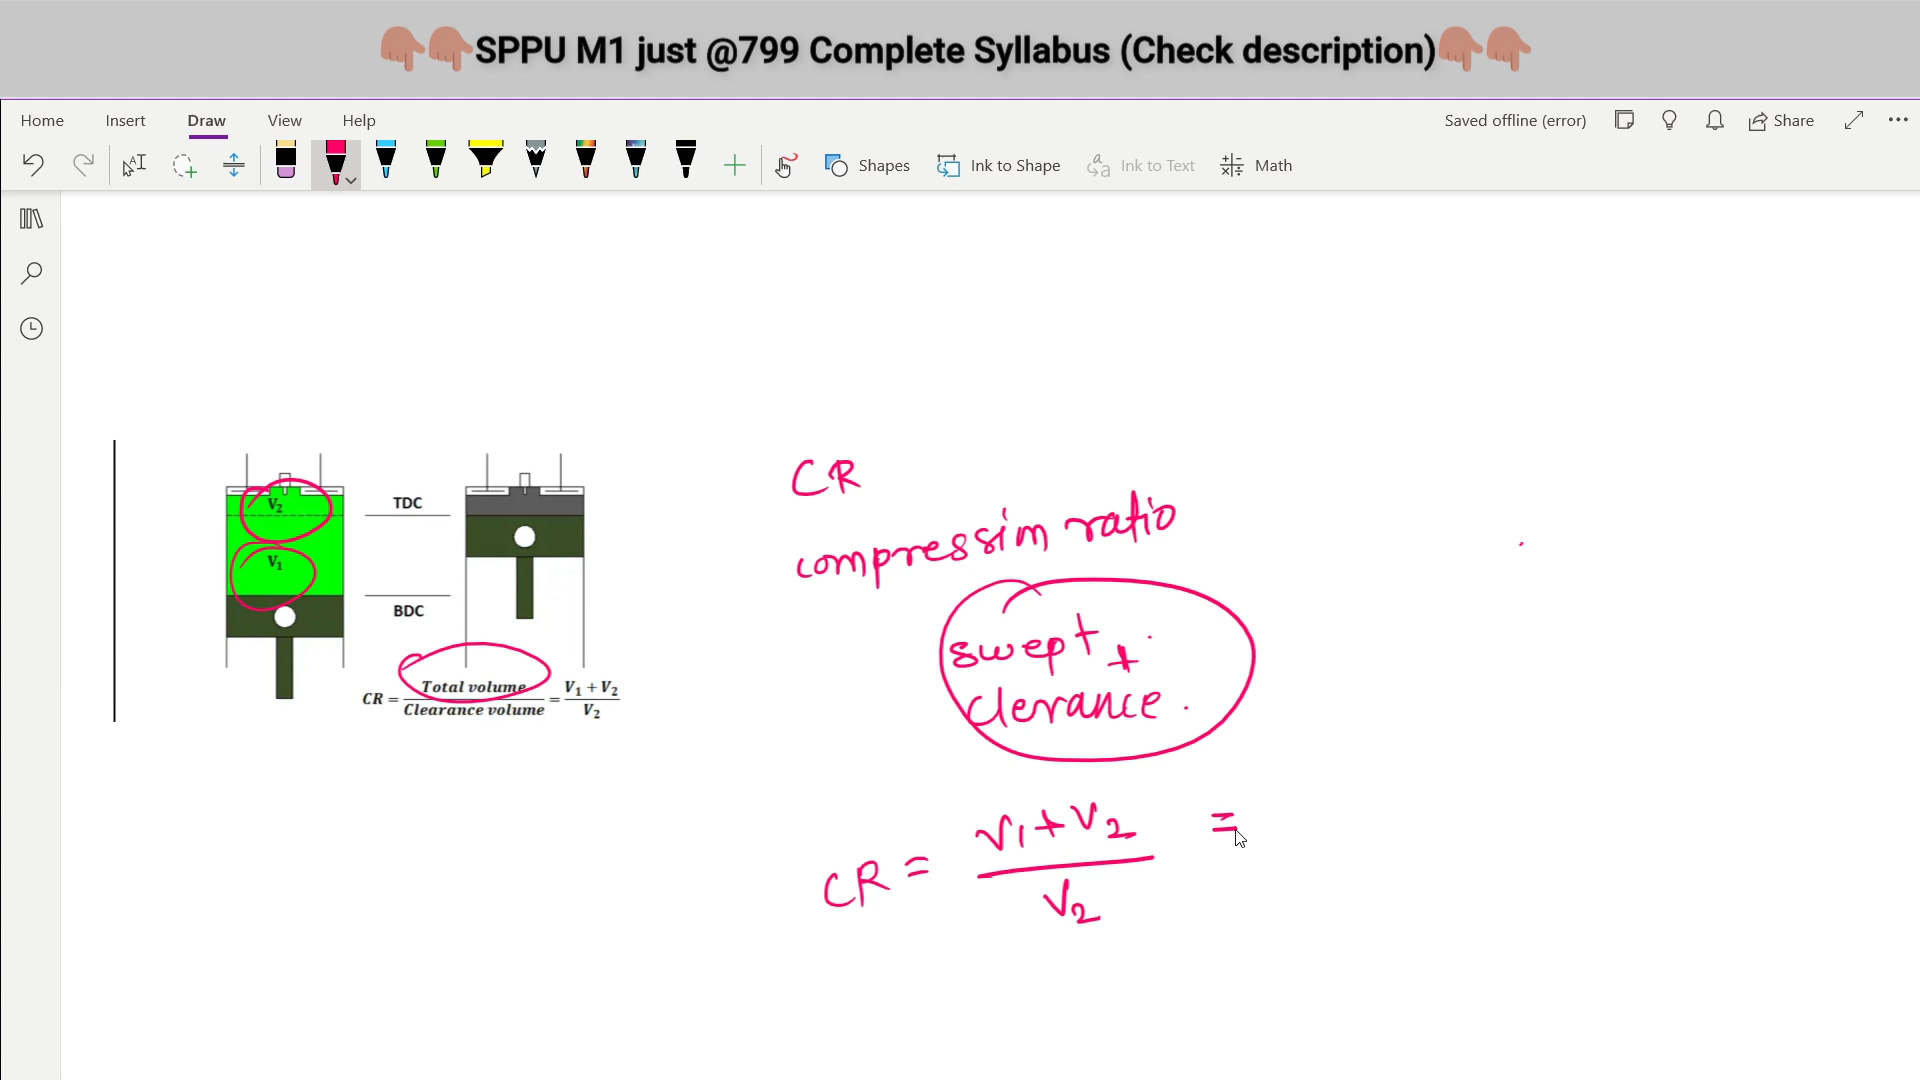 👇👇SPPU M1 just @799 Complete Syllabus (Check description)👇👇
Home Insert Draw View Help
Saved offline (error) Share
Shapes Ink to Shape Ink to Text Math
V₂
TDC
V₁
BDC
CR = Total volume / Clearance volume = V₁ + V₂ / V₂
CR
compression ratio
swept +
clerance.
CR = V₁+V₂ / V₂ =